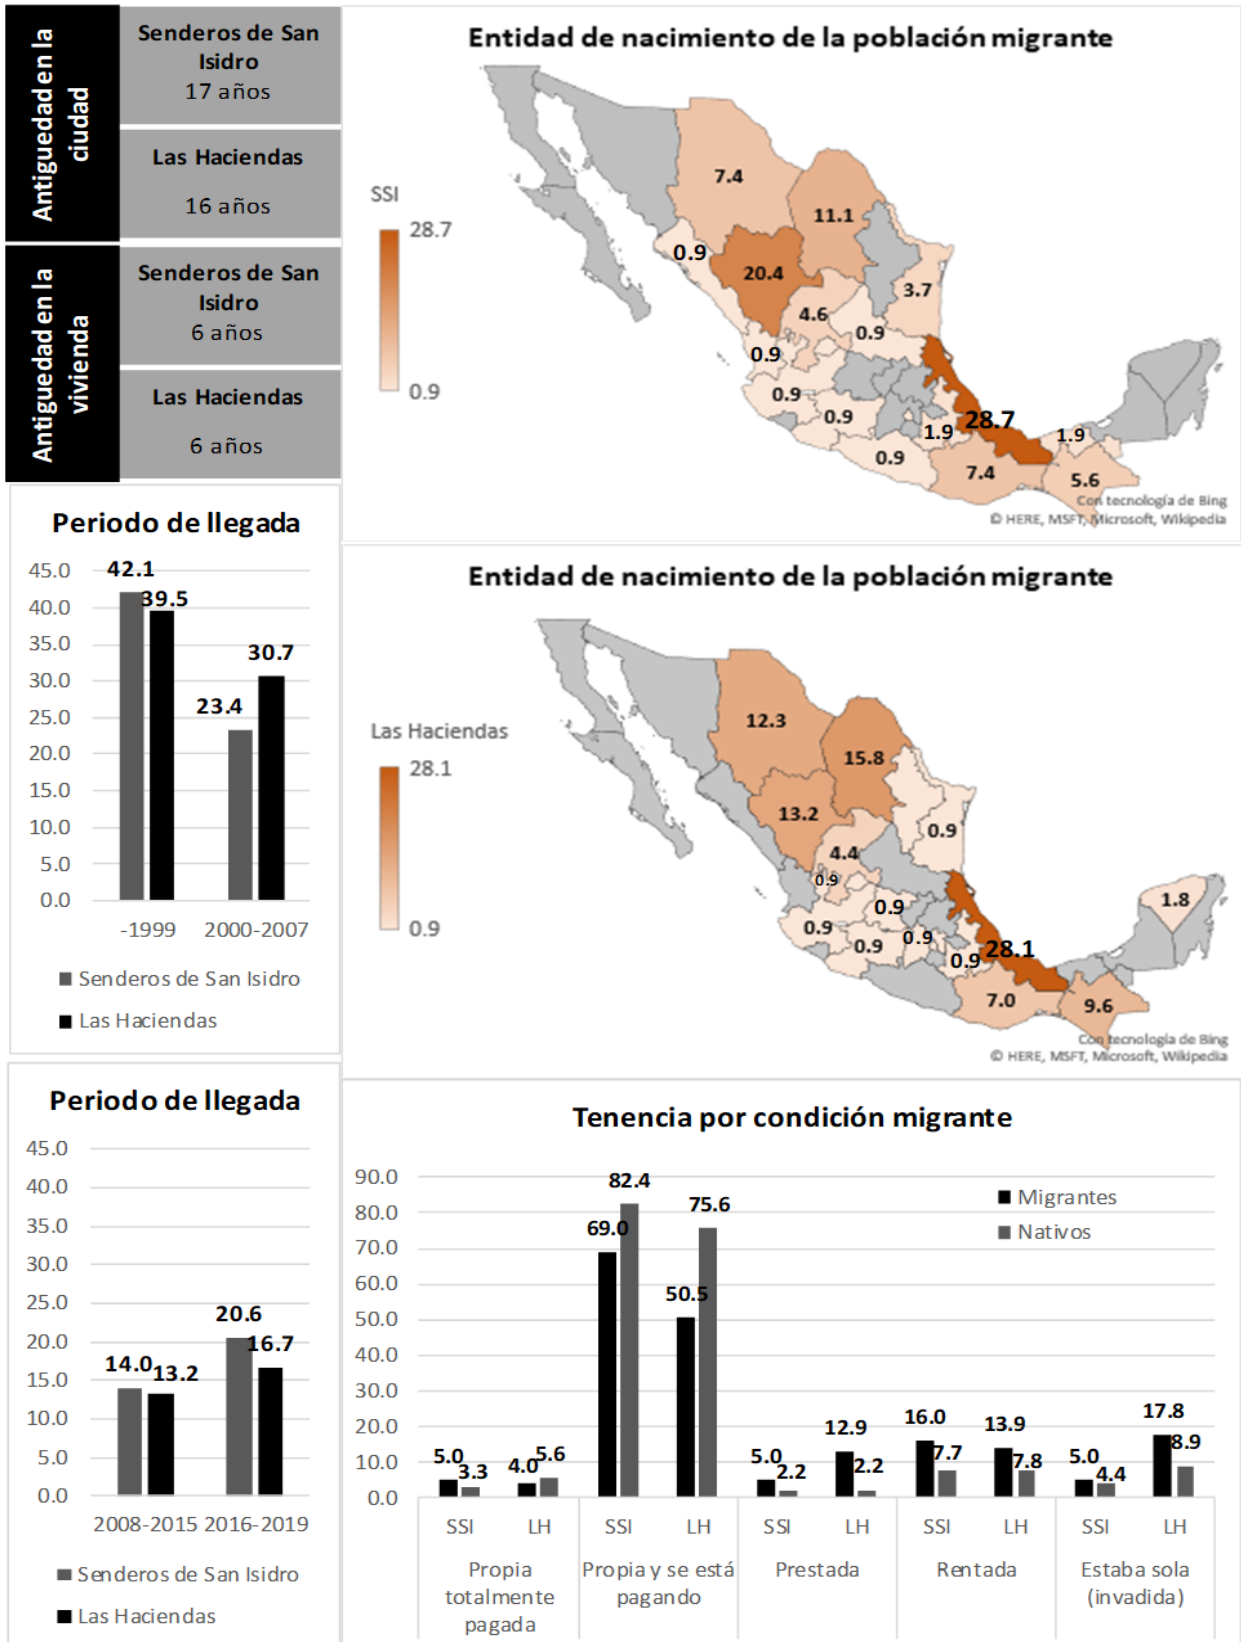 Antiguedad en la
ciudad
Senderos de San
Isidro
17 años
Las Haciendas
16 años
Antiguedad en la
vivienda
Senderos de San
Isidro
6 años
Las Haciendas
6 años
Entidad de nacimiento de la población migrante
SSI
28.7
0.9
7.4
11.1
0.9
20.4
3.7
4.6
0.9
0.9
0.9
0.9
28.7
1.9
1.9
0.9
7.4
5.6
Con tecnología de Bing
© HERE, MSFT, Microsoft, Wikipedia
Periodo de llegada
45.0
40.0
35.0
30.0
25.0
20.0
15.0
10.0
5.0
0.0
42.1
39.5
30.7
23.4
-1999
2000-2007
Senderos de San Isidro
Las Haciendas
Entidad de nacimiento de la población migrante
Las Haciendas
28.1
0.9
12.3
15.8
13.2
0.9
4.4
0.9
1.8
0.9
0.9
0.9
0.9
28.1
0.9
7.0
9.6
Con tecnología de Bing
© HERE, MSFT, Microsoft, Wikipedia
Periodo de llegada
45.0
40.0
35.0
30.0
25.0
20.0
15.0
10.0
5.0
0.0
14.0
13.2
20.6
16.7
2008-2015
2016-2019
Senderos de San Isidro
Las Haciendas
Tenencia por condición migrante
90.0
80.0
70.0
60.0
50.0
40.0
30.0
20.0
10.0
0.0
Migrantes
Nativos
5.0
3.3
4.0
5.6
69.0
82.4
50.5
75.6
5.0
2.2
12.9
2.2
16.0
7.7
13.9
7.8
5.0
4.4
17.8
8.9
SSI
LH
SSI
LH
SSI
LH
SSI
LH
SSI
LH
Propia
totalmente
pagada
Propia y se está
pagando
Prestada
Rentada
Estaba sola
(invadida)